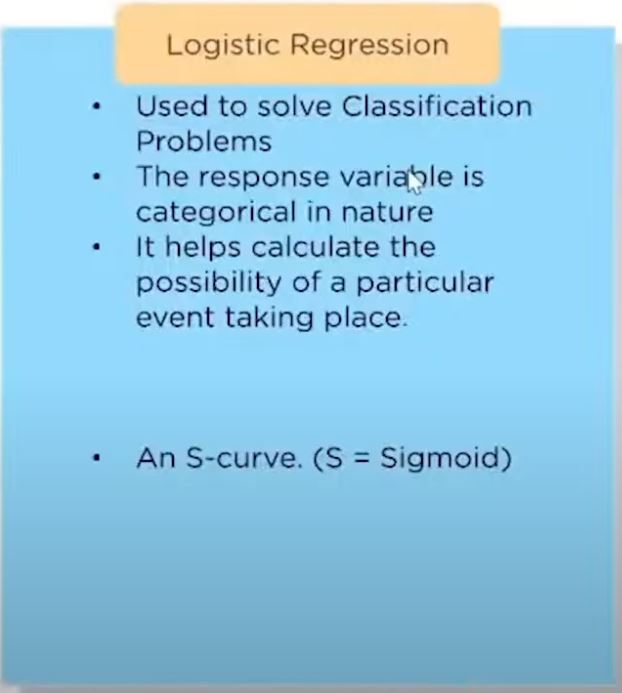 Logistic Regression
• Used to solve Classification
Problems
• The response variable is
categorical in nature
• It helps calculate the
possibility of a particular
event taking place.
• An S-curve. (S = Sigmoid)